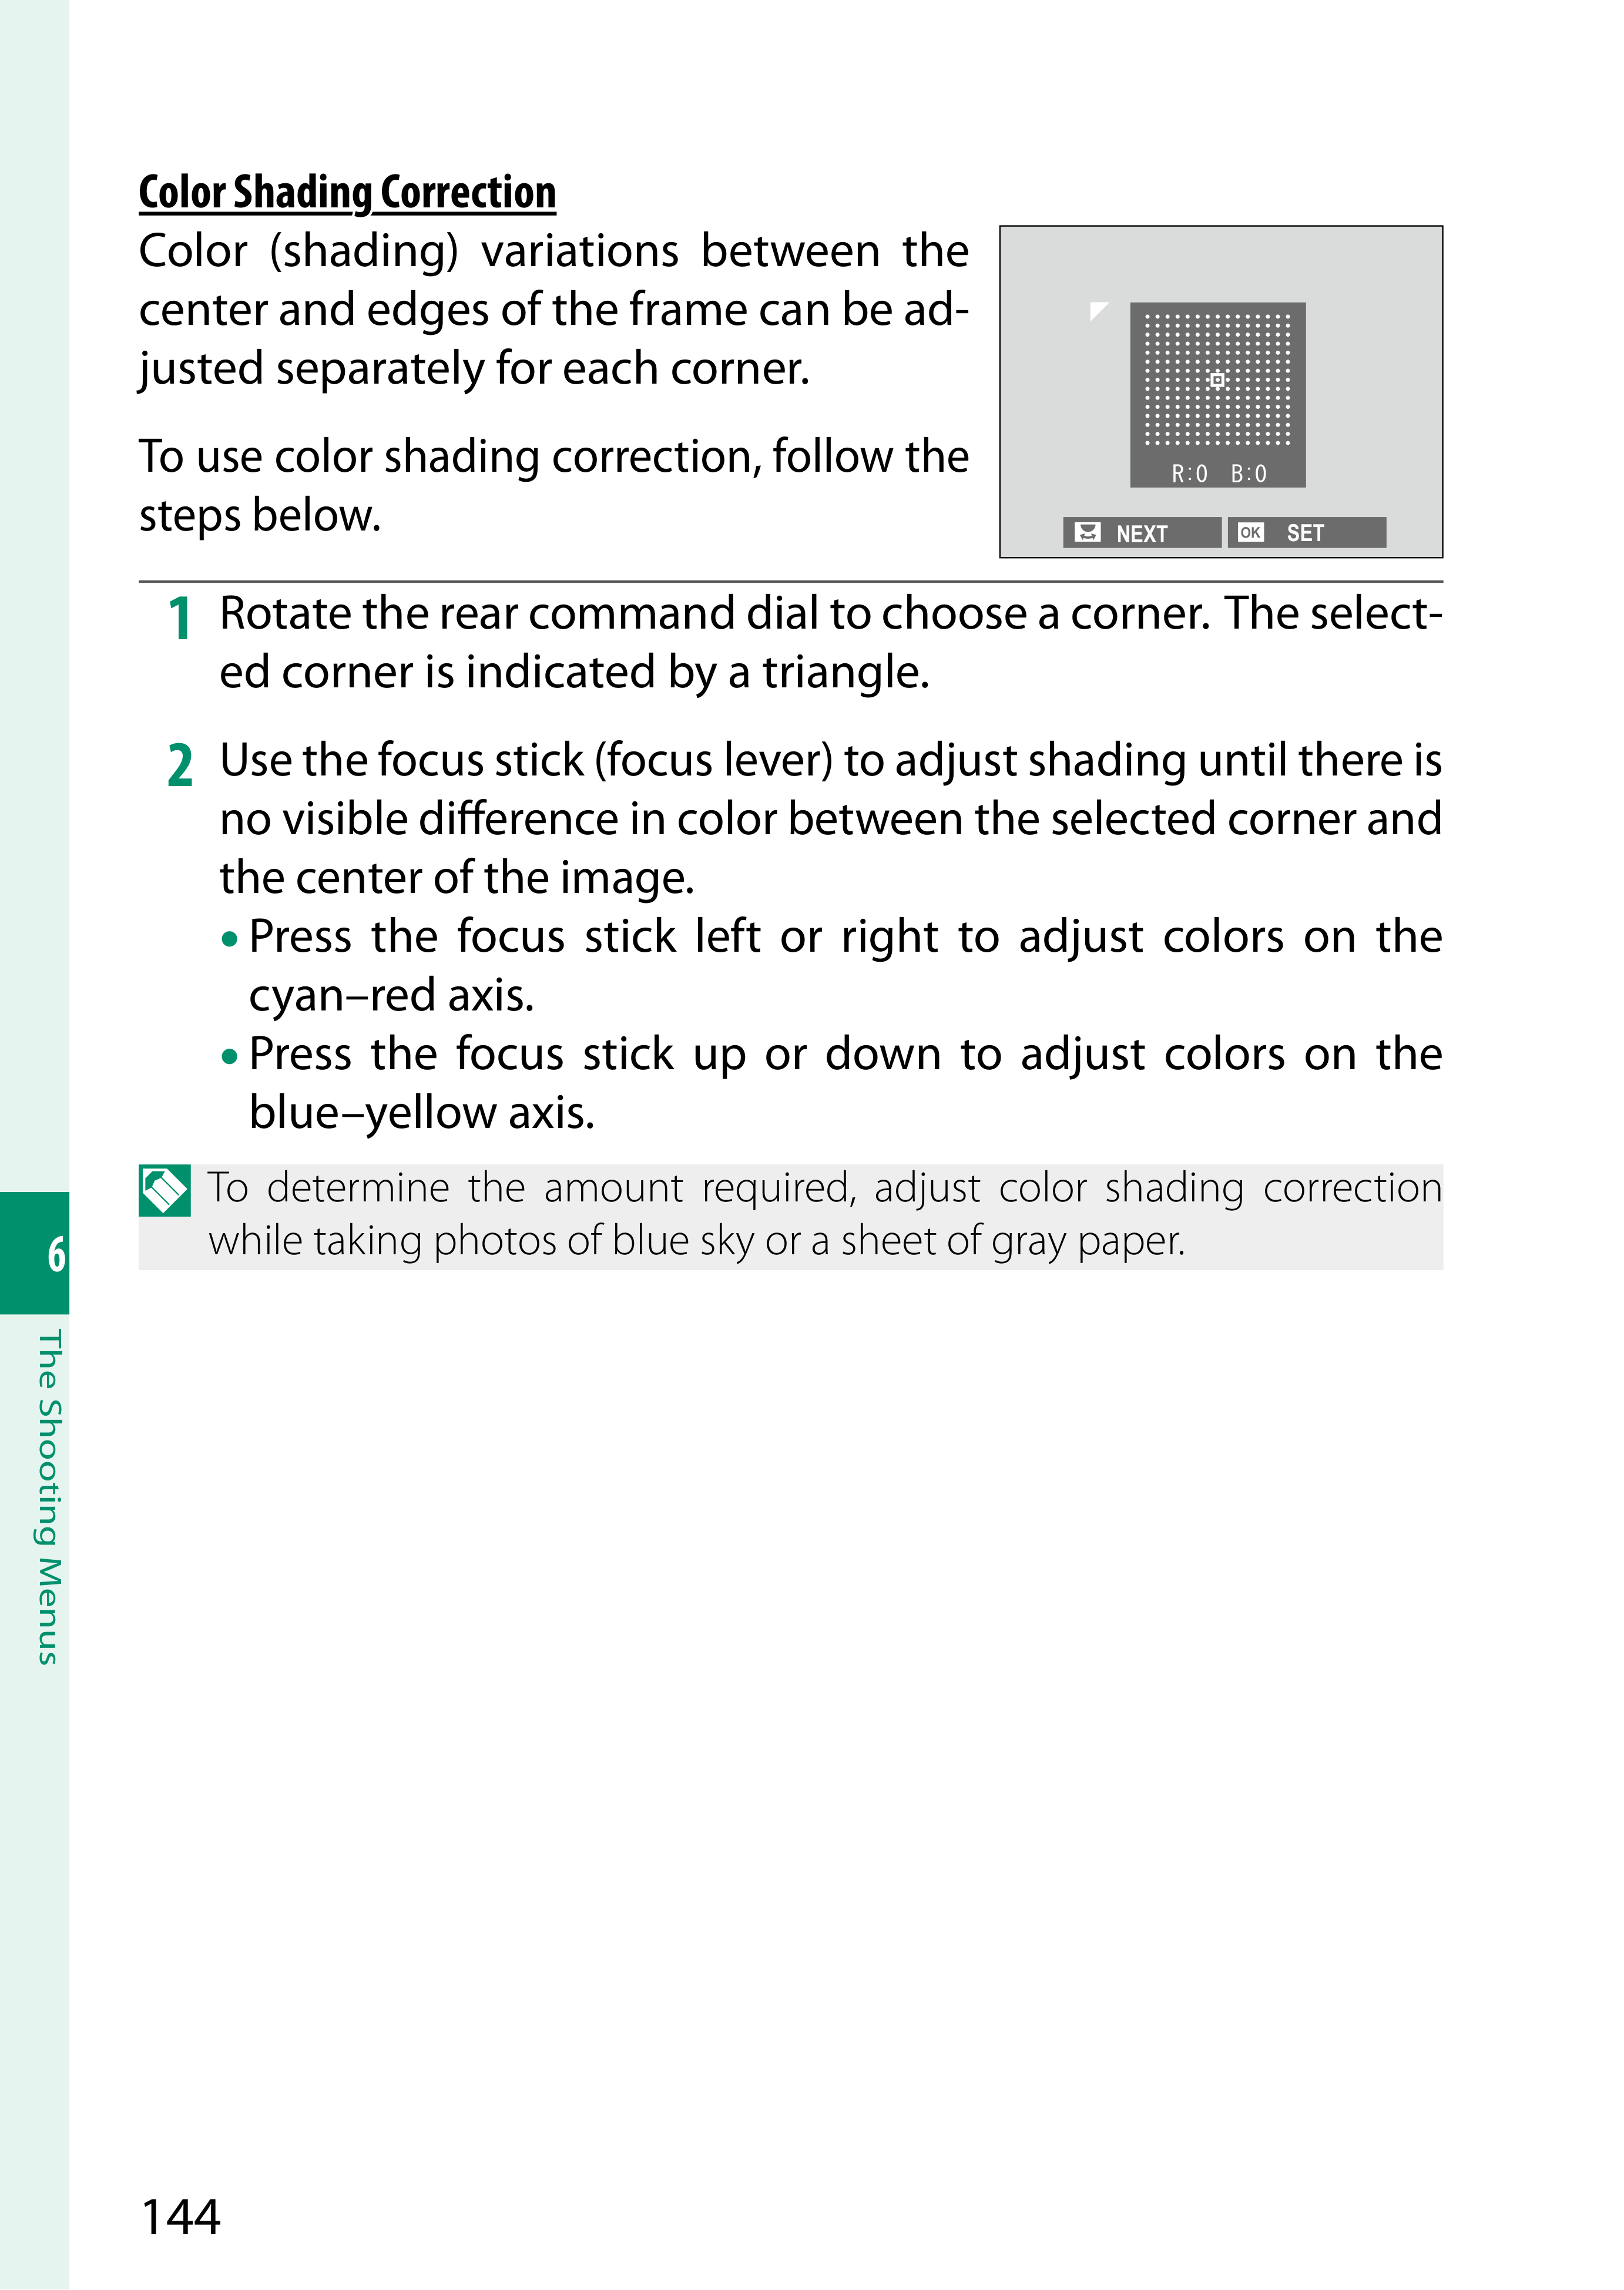 Color Shading Correction
Color (shading) variations between the
center and edges of the frame can be ad-
justed separately for each corner.
To use color shading correction, follow the
steps below.
R:0 B:0
NEXT OK SET
1 Rotate the rear command dial to choose a corner. The select-
ed corner is indicated by a triangle.
2 Use the focus stick (focus lever) to adjust shading until there is
no visible difference in color between the selected corner and
the center of the image.
• Press the focus stick left or right to adjust colors on the
cyan–red axis.
• Press the focus stick up or down to adjust colors on the
blue–yellow axis.
To determine the amount required, adjust color shading correction
while taking photos of blue sky or a sheet of gray paper.
6
The Shooting Menus
144